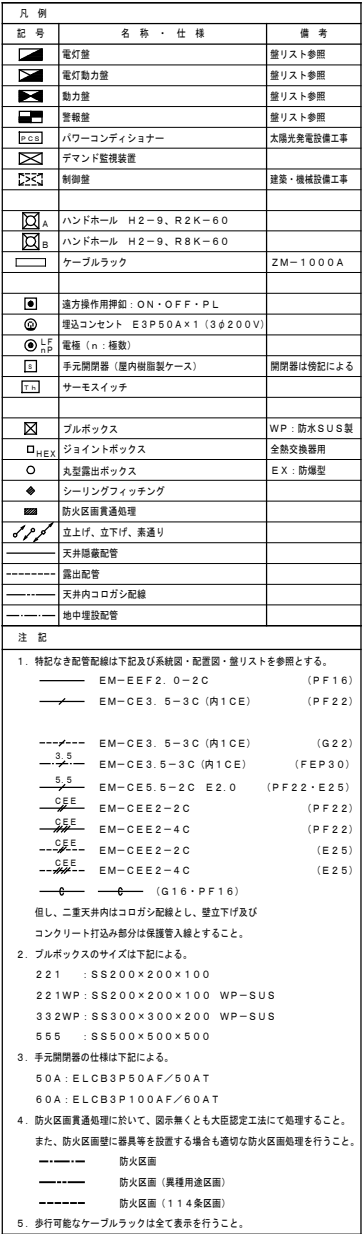 凡　例
記　号　名　称　・　仕　様　備　考
電灯盤　盤リスト参照
電灯動力盤　盤リスト参照
動力盤　盤リスト参照
警報盤　盤リスト参照
PCS　パワーコンディショナー　太陽光発電設備工事
デマンド監視装置
制御盤　建築・機械設備工事
A　ハンドホール　H2－9、R2K－60
B　ハンドホール　H2－9、R8K－60
ケーブルラック　ZM－1000A
遠方操作用押釦：ON・OFF・PL
埋込コンセント　E3P50A×1（3φ200V）
LF nP　電極（n：極数）
S　手元開閉器（屋内樹脂製ケース）　開閉器は傍記による
Th　サーモスイッチ
プルボックス　WP：防水SUS製
HEX　ジョイントボックス　全熱交換器用
丸型露出ボックス　EX：防爆型
シーリングフィッチング
防火区画貫通処理
立上げ、立下げ、素通り
天井隠蔽配管
露出配管
天井内コロガシ配線
地中埋設配管
注　記
1．特記なき配管配線は下記及び系統図・配置図・盤リストを参照とする。
EM－EEF2．0－2C　（PF16）
EM－CE3．5－3C（内1CE）　（PF22）
EM－CE3．5－3C（内1CE）　（G22）
3.5　EM－CE3.5－3C（内1CE）　（FEP30）
5.5　EM－CE5.5－2C　E2.0　（PF22・E25）
CEE　EM－CEE2－2C　（PF22）
CEE　EM－CEE2－4C　（PF22）
CEE　EM－CEE2－2C　（E25）
CEE　EM－CEE2－4C　（E25）
（G16・PF16）
但し、二重天井内はコロガシ配線とし、壁立下げ及び
コンクリート打込み部分は保護管入線とすること。
2．プルボックスのサイズは下記による。
221　：SS200×200×100
221WP：SS200×200×100　WP－SUS
332WP：SS300×300×200　WP－SUS
555　：SS500×500×500
3．手元開閉器の仕様は下記による。
50A：ELCB3P50AF／50AT
60A：ELCB3P100AF／60AT
4．防火区画貫通処理に於いて、図示無くとも大臣認定工法にて処理すること。
また、防火区画壁に器具等を設置する場合も適切な防火区画処理を行うこと。
防火区画
防火区画（異種用途区画）
防火区画（114条区画）
5．歩行可能なケーブルラックは全て表示を行うこと。